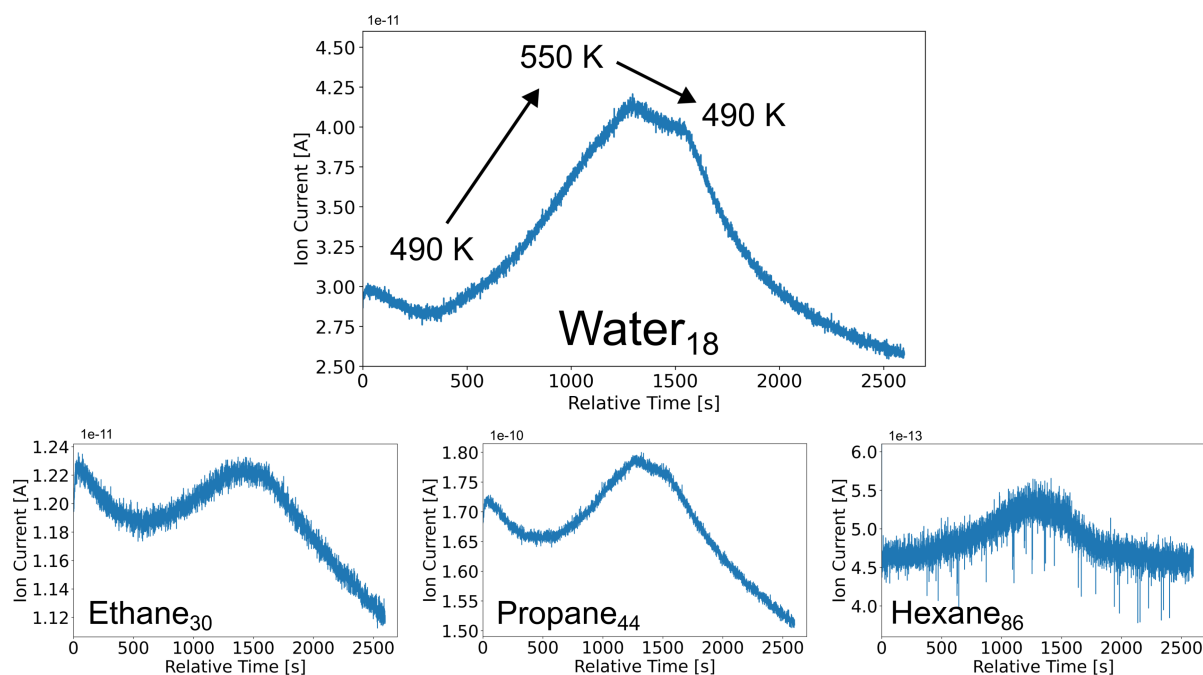 1e-11
4.50
4.25
4.00
3.75
3.50
3.25
3.00
2.75
2.50
Ion Current [A]
550 K
490 K
490 K
Water18
0 500 1000 1500 2000 2500
Relative Time [s]
1e-11
1.24
1.22
1.20
1.18
1.16
1.14
1.12
Ion Current [A]
Ethane30
0 500 1000 1500 2000 2500
Relative Time [s]
1e-10
1.80
1.75
1.70
1.65
1.60
1.55
1.50
Ion Current [A]
Propane44
0 500 1000 1500 2000 2500
Relative Time [s]
1e-13
6.0
5.5
5.0
4.5
4.0
Ion Current [A]
Hexane86
0 500 1000 1500 2000 2500
Relative Time [s]